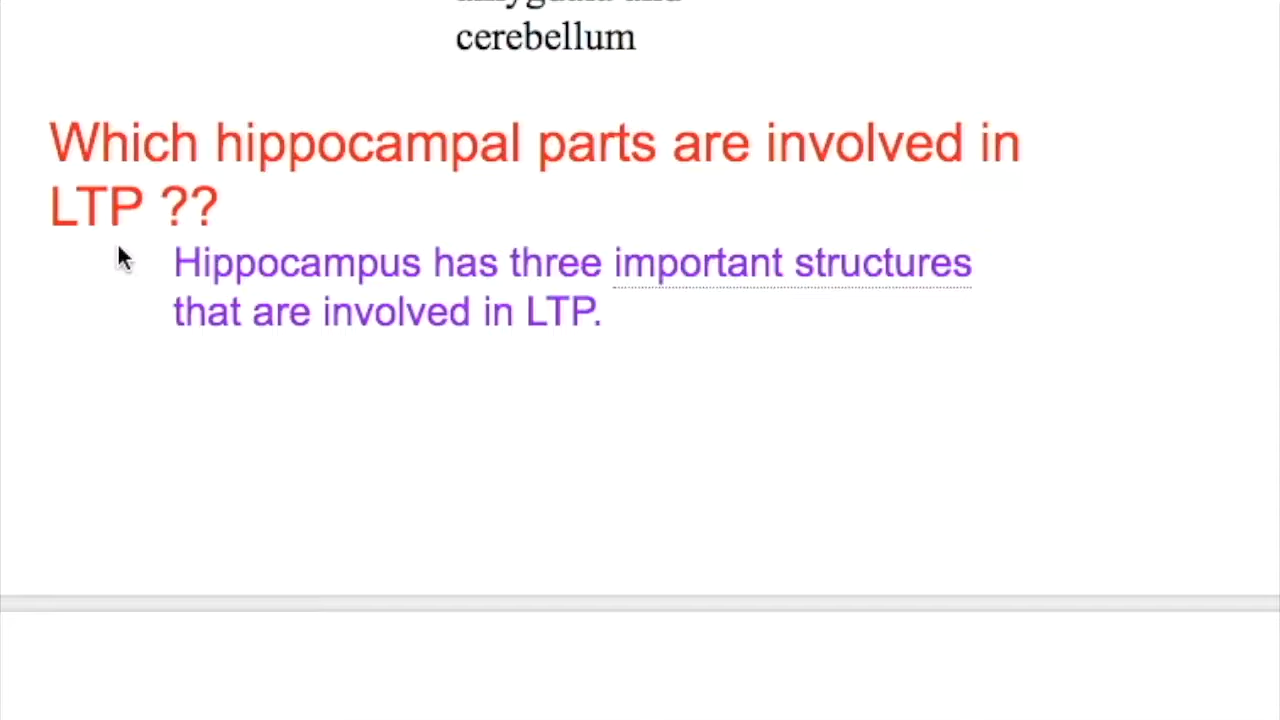 cerebellum
Which hippocampal parts are involved in
LTP ??
Hippocampus has three important structures
that are involved in LTP.